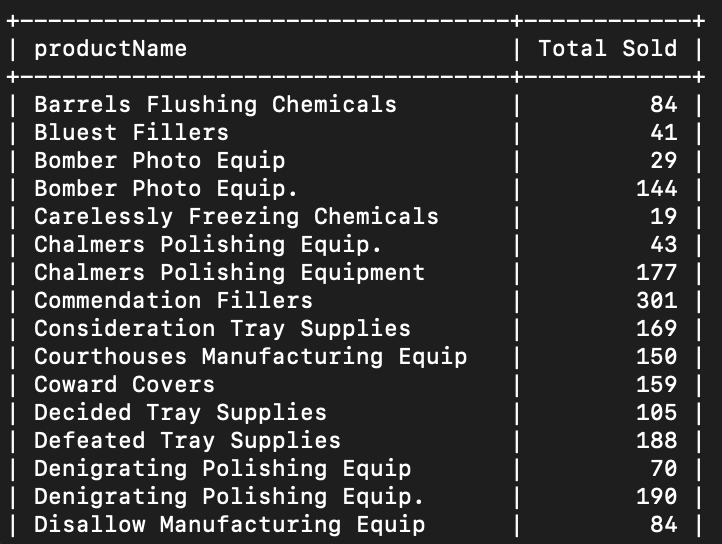 +-----------------------------------+------------+
| productName | Total Sold |
+-----------------------------------+------------+
| Barrels Flushing Chemicals | 84 |
| Bluest Fillers | 41 |
| Bomber Photo Equip | 29 |
| Bomber Photo Equip. | 144 |
| Carelessly Freezing Chemicals | 19 |
| Chalmers Polishing Equip. | 43 |
| Chalmers Polishing Equipment | 177 |
| Commendation Fillers | 301 |
| Consideration Tray Supplies | 169 |
| Courthouses Manufacturing Equip | 150 |
| Coward Covers | 159 |
| Decided Tray Supplies | 105 |
| Defeated Tray Supplies | 188 |
| Denigrating Polishing Equip | 70 |
| Denigrating Polishing Equip. | 190 |
| Disallow Manufacturing Equip | 84 |